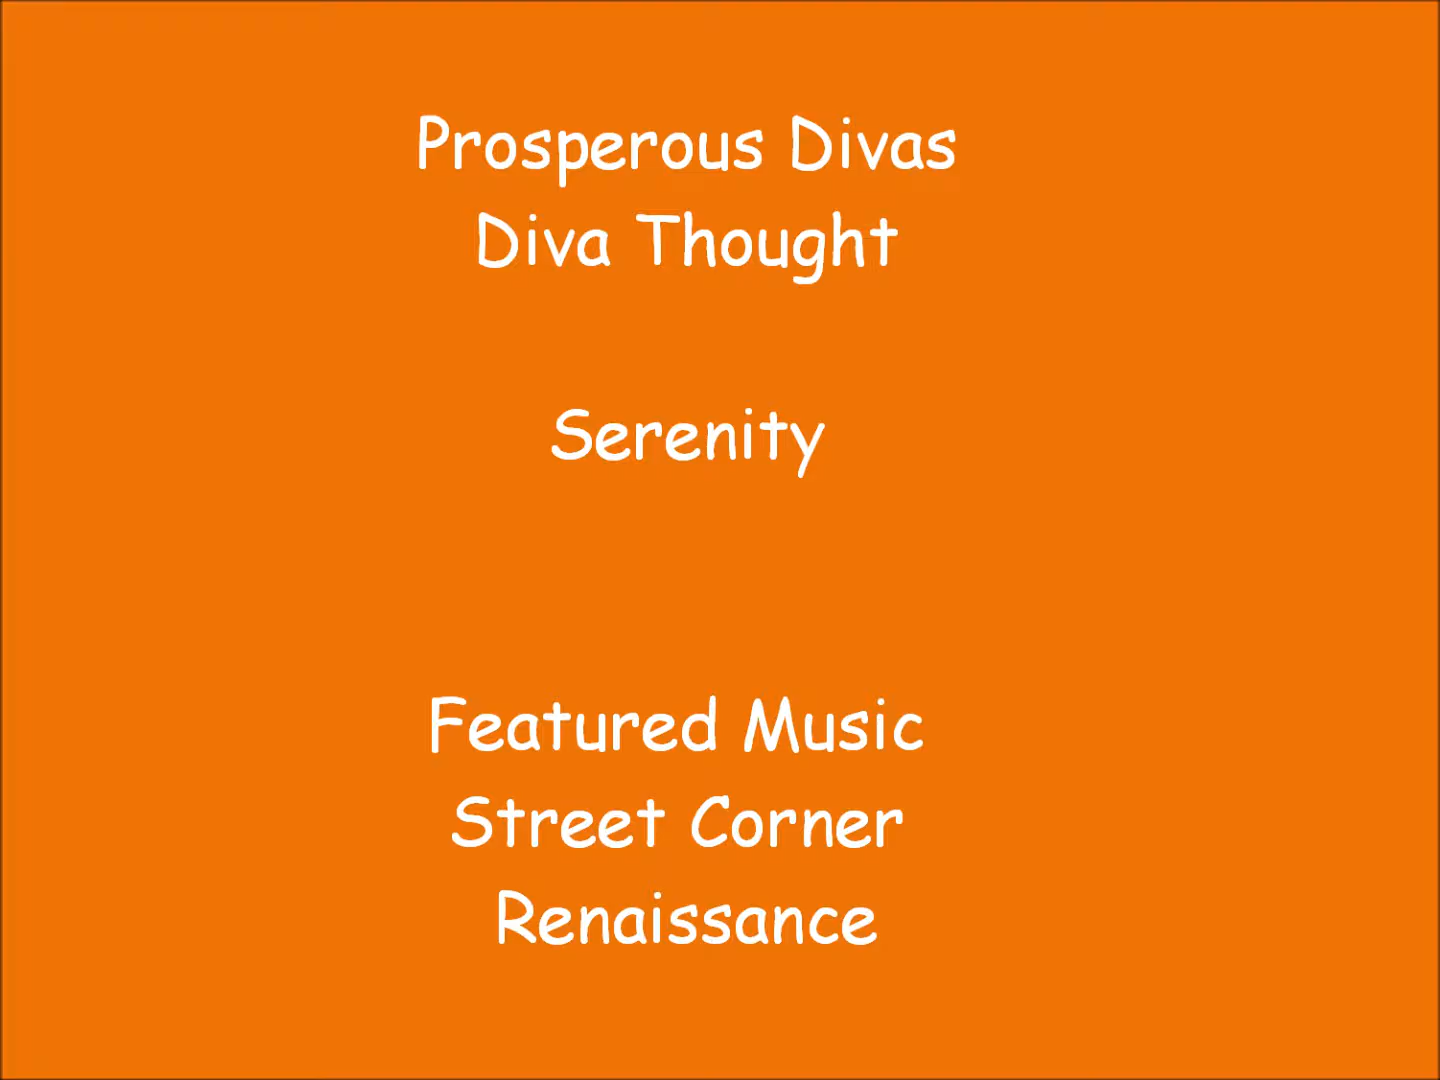 Prosperous Divas
Diva Thought
Serenity
Featured Music
Street Corner
Renaissance